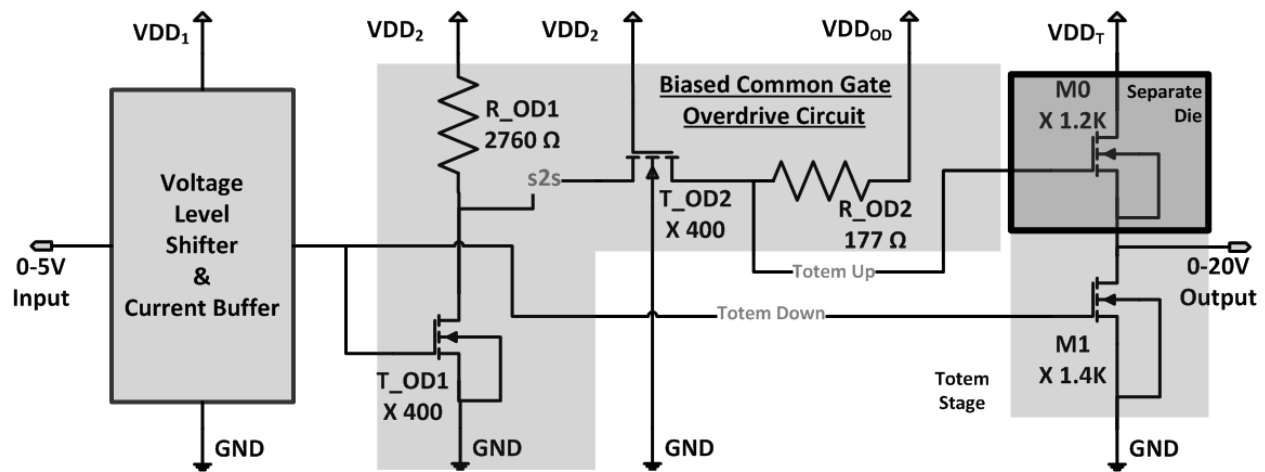 VDD₁
VDD₂
VDD₂
VDD_OD
VDD_T
Biased Common Gate
Overdrive Circuit
M0
X 1.2K
Separate
Die
R_OD1
2760 Ω
Voltage
Level
Shifter
&
Current Buffer
s2s
T_OD2
X 400
R_OD2
177 Ω
0-5V
Input
Totem Up
0-20V
Output
Totem Down
T_OD1
X 400
M1
X 1.4K
Totem
Stage
GND
GND
GND
GND